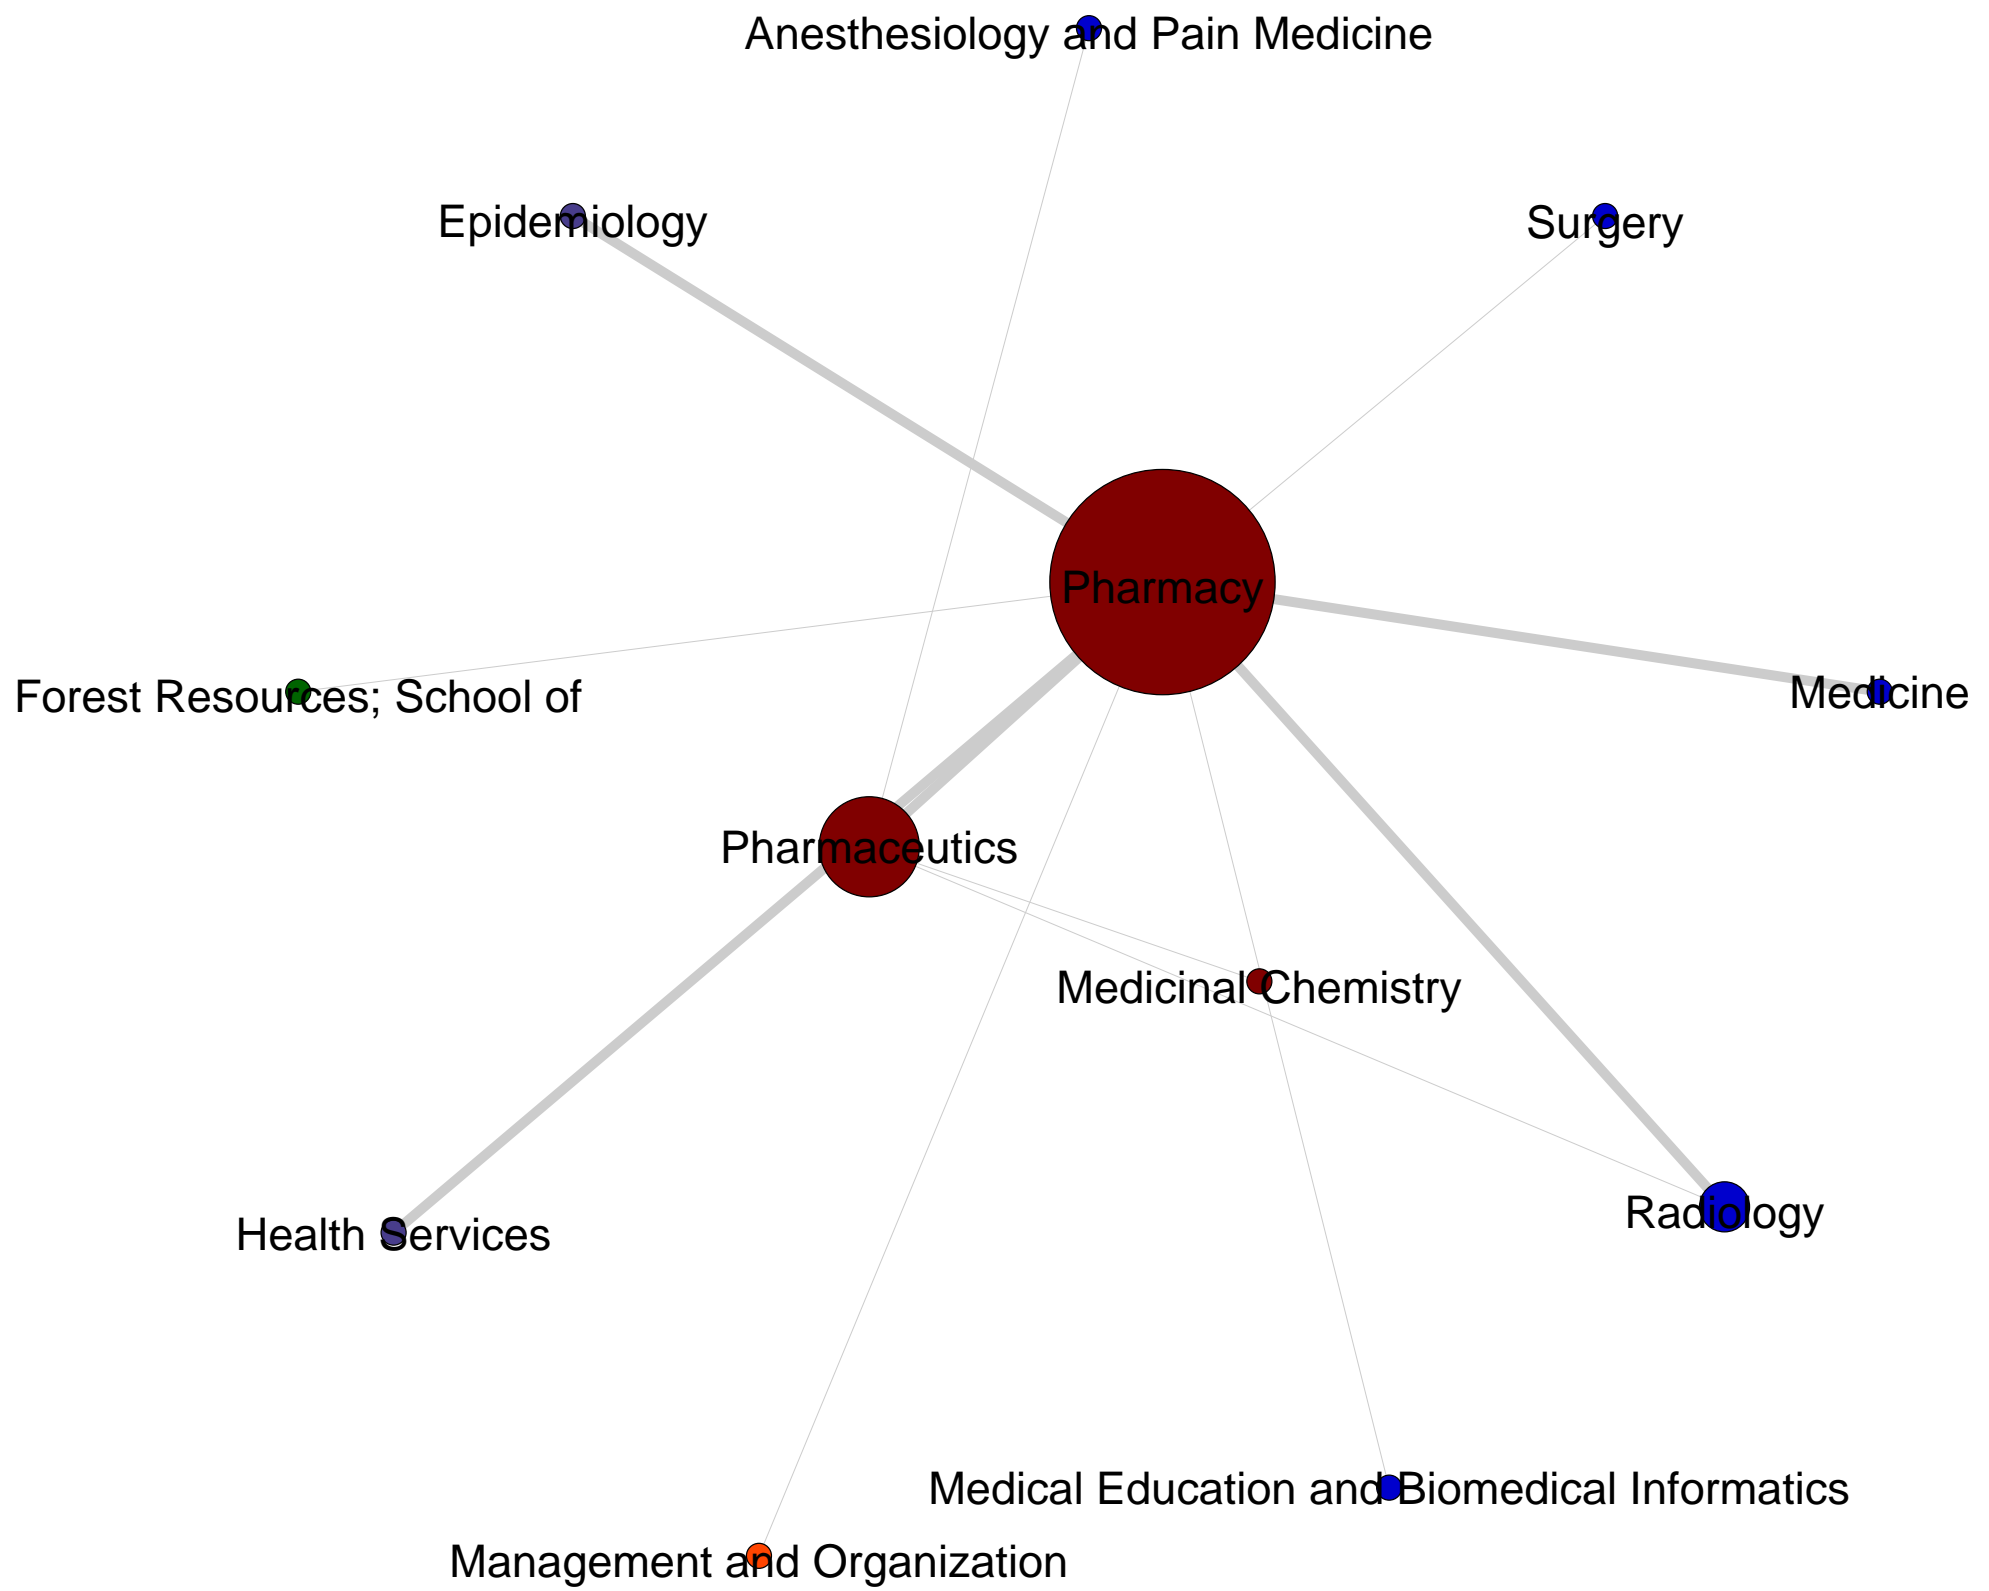 Anesthesiology and Pain Medicine
Epidemiology
Surgery
Pharmacy
Forest Resources; School of
Medicine
Pharmaceutics
Medicinal Chemistry
Radiology
Health Services
Medical Education and Biomedical Informatics
Management and Organization